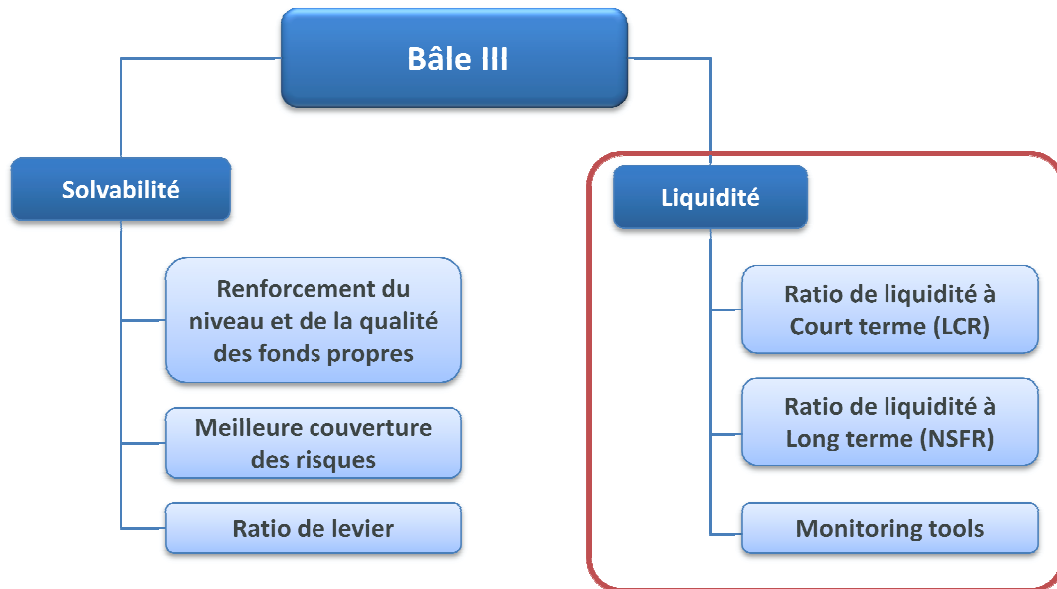 Bâle III
Solvabilité
Renforcement du
niveau et de la qualité
des fonds propres
Meilleure couverture
des risques
Ratio de levier
Liquidité
Ratio de liquidité à
Court terme (LCR)
Ratio de liquidité à
Long terme (NSFR)
Monitoring tools